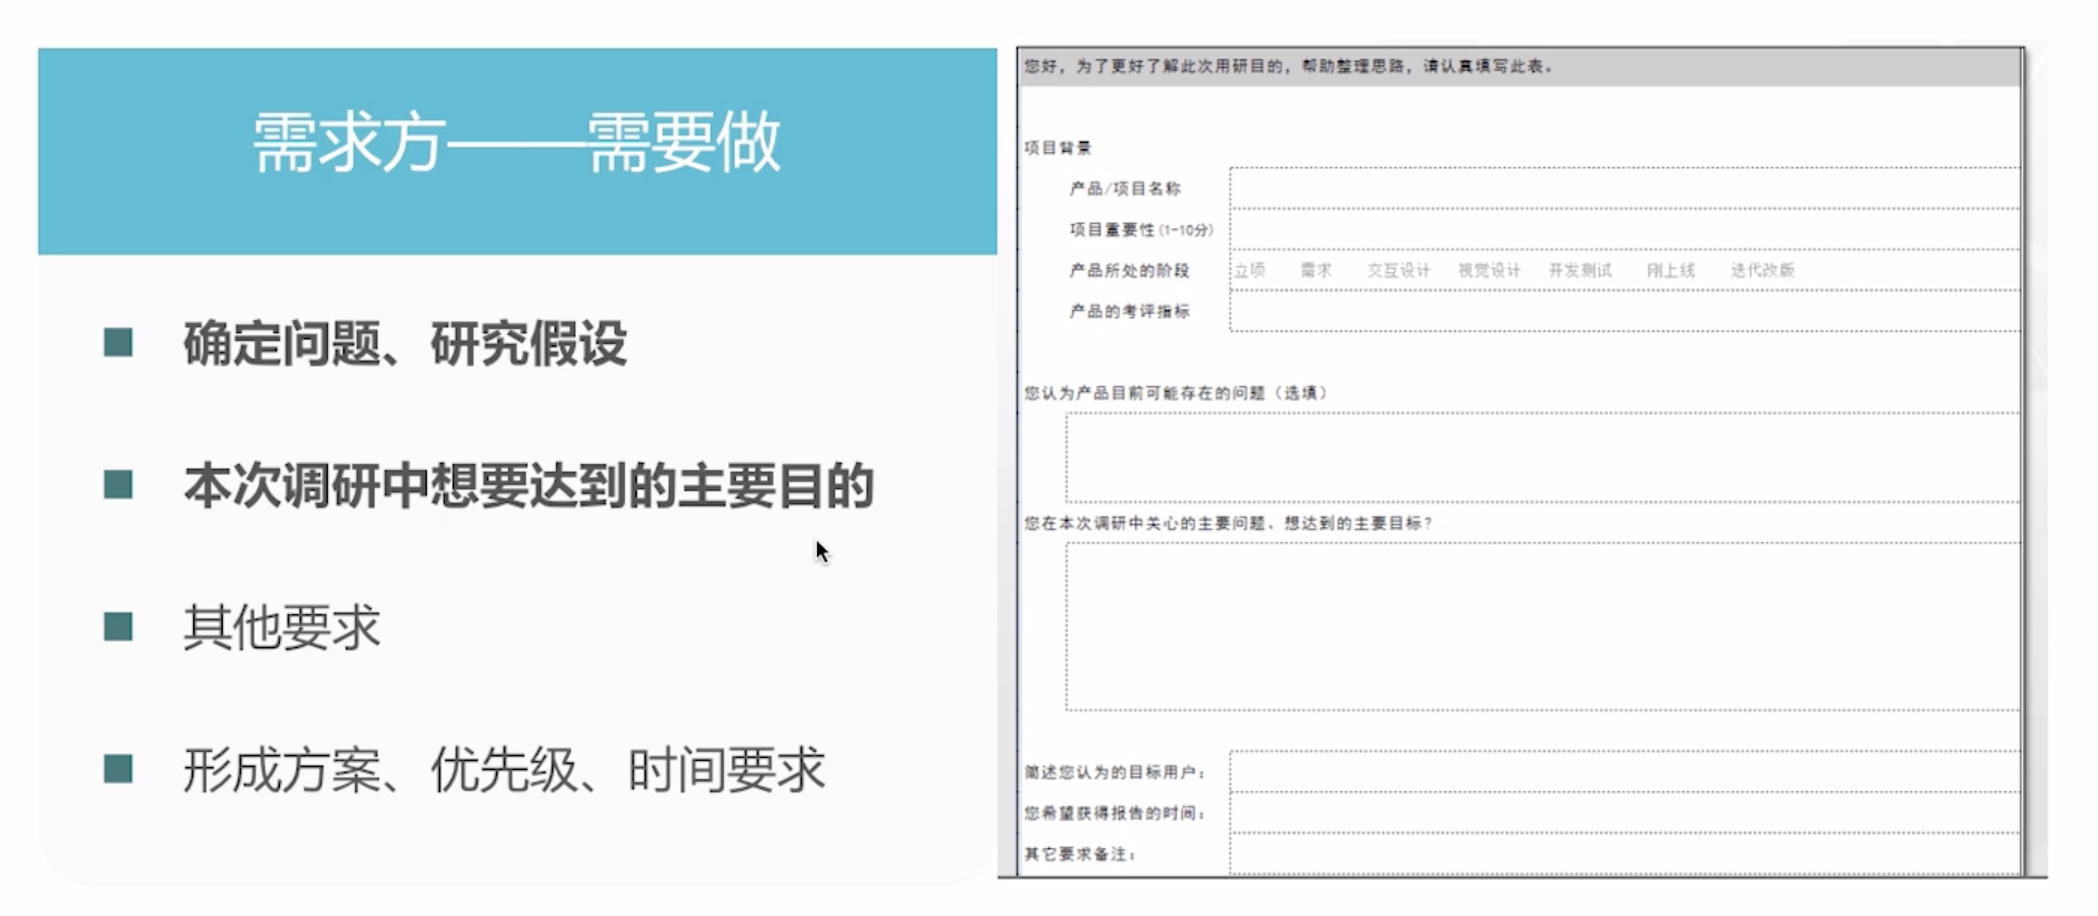 需求方——需要做
确定问题、研究假设
本次调研中想要达到的主要目的
其他要求
形成方案、优先级、时间要求
您好，为了更好了解此次用研目的，帮助整理思路，请认真填写此表。
项目背景
产品/项目名称
项目重要性(1-10分)
产品所处的阶段 立项 需求 交互设计 视觉设计 开发测试 刚上线 迭代改版
产品的考评指标
您认为产品目前可能存在的问题（选填）
您在本次调研中关心的主要问题、想达到的主要目标?
简述您认为的目标用户：
您希望获得报告的时间：
其它要求备注：